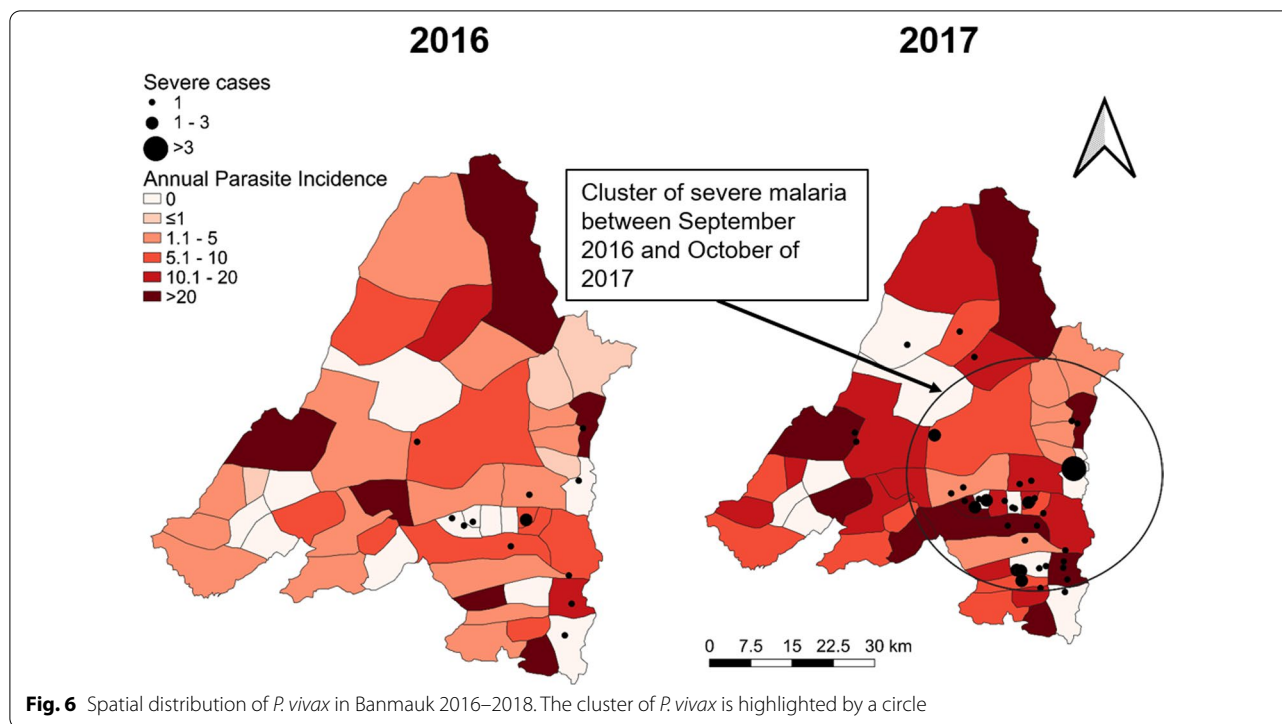 2016
2017
Severe cases
1
1 - 3
>3
Annual Parasite Incidence
0
≤1
1.1 - 5
5.1 - 10
10.1 - 20
>20
Cluster of severe malaria
between September
2016 and October of
2017
0 7.5 15 22.5 30 km
Fig. 6 Spatial distribution of P. vivax in Banmauk 2016–2018. The cluster of P. vivax is highlighted by a circle